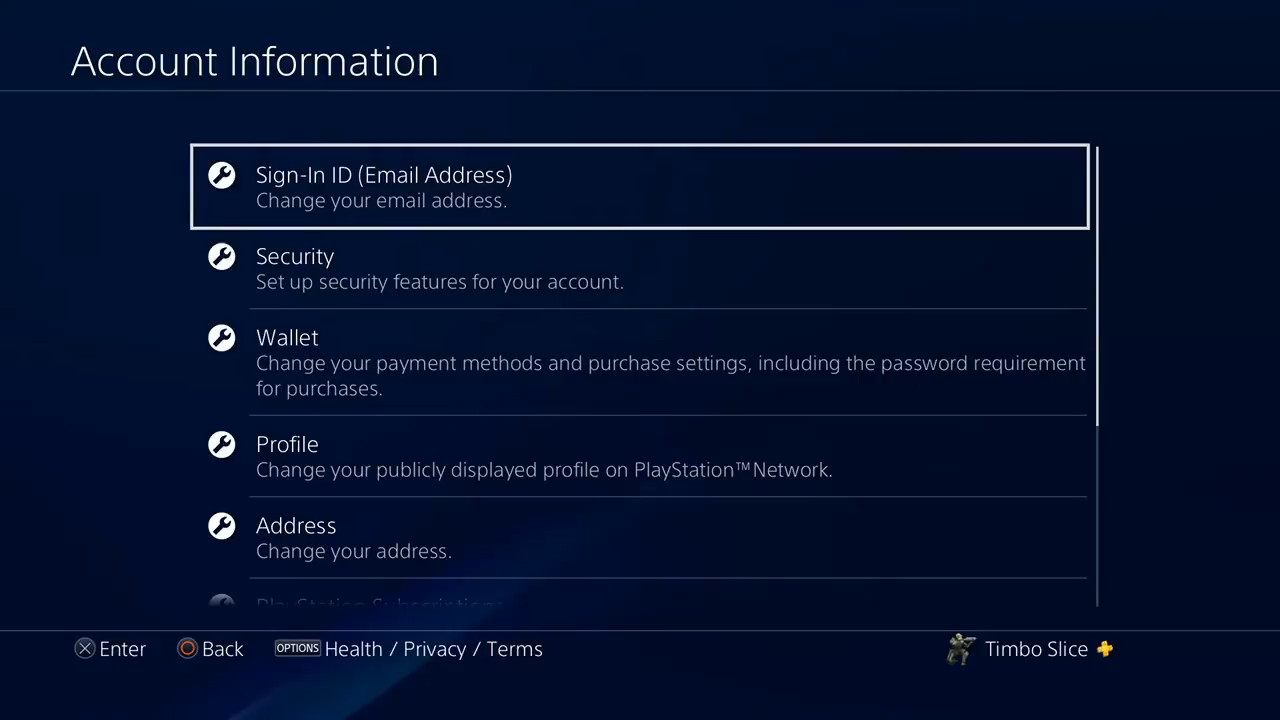 Account Information
Sign-In ID (Email Address)
Change your email address.
Security
Set up security features for your account.
Wallet
Change your payment methods and purchase settings, including the password requirement
for purchases.
Profile
Change your publicly displayed profile on PlayStation™Network.
Address
Change your address.
PlayStation Subscriptions
Enter Back OPTIONS Health / Privacy / Terms Timbo Slice